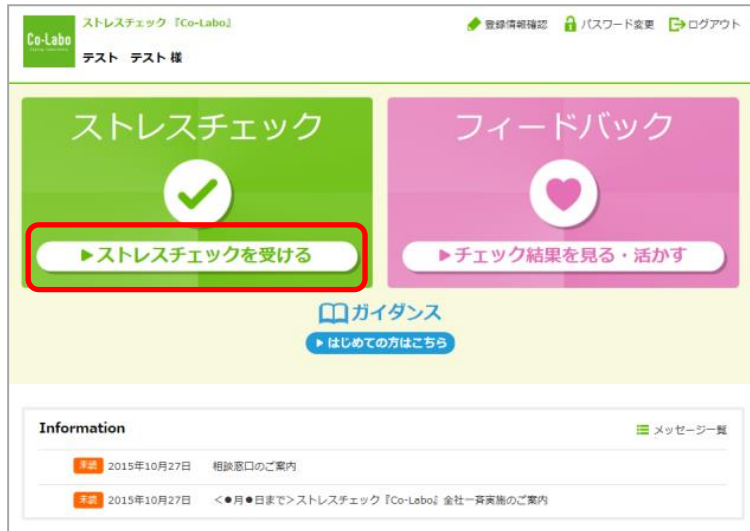 Co-Labo
ストレスチェック 『Co-Labo』
登録情報確認 パスワード変更 ログアウト
テスト テスト 様
ストレスチェック
フィードバック
▶ストレスチェックを受ける
▶チェック結果を見る・活かす
ガイダンス
▶はじめての方はこちら
Information
メッセージ一覧
未読 2015年10月27日 相談窓口のご案内
未読 2015年10月27日 <●月●日まで>ストレスチェック『Co-Labo』全社一斉実施のご案内